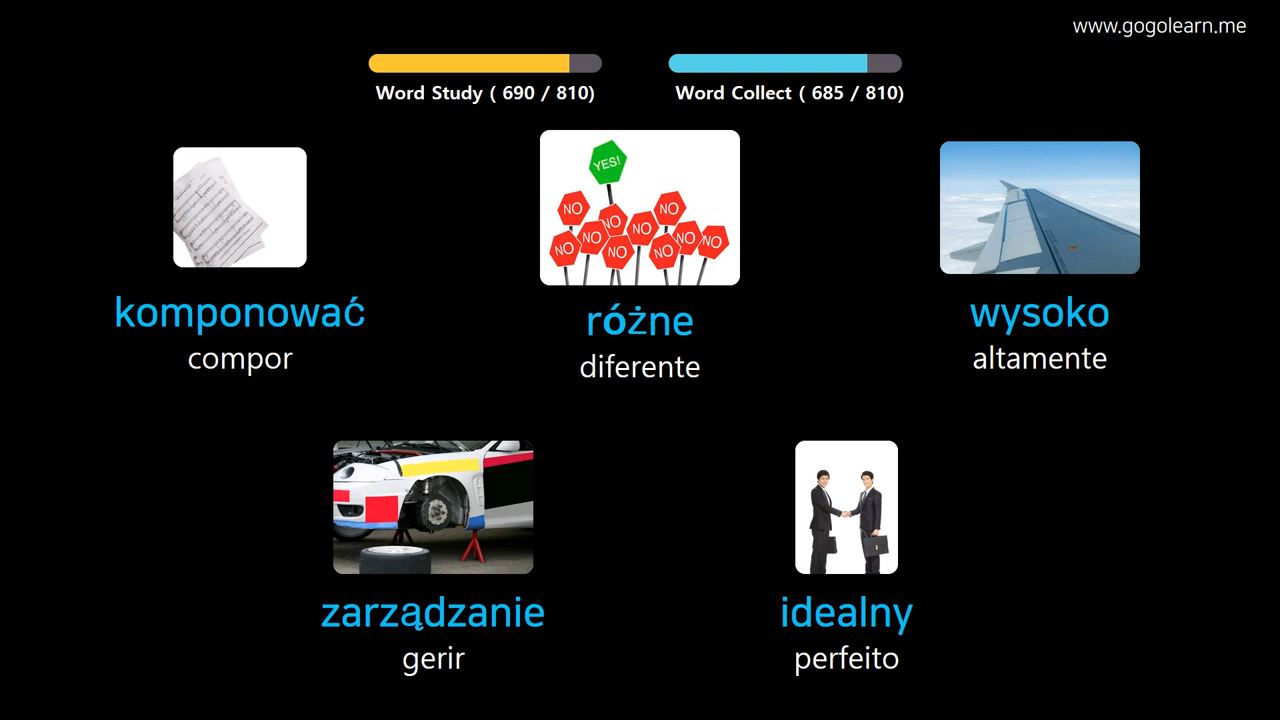 www.gogolearn.me
Word Study ( 690 / 810)
Word Collect ( 685 / 810)
YES!
NO
NO
NO
NO
NO
NO
NO
NO
NO
NO
komponować
compor
różne
diferente
wysoko
altamente
zarządzanie
gerir
idealny
perfeito